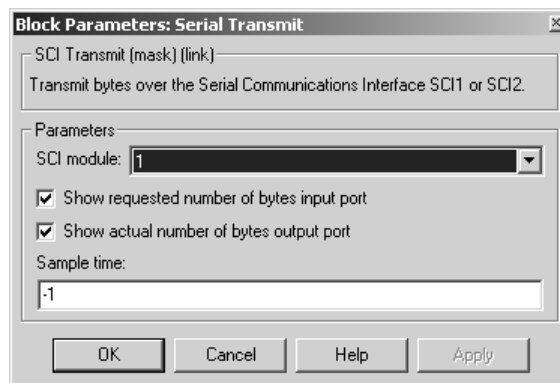 Block Parameters: Serial Transmit
SCI Transmit (mask) (link)
Transmit bytes over the Serial Communications Interface SCI1 or SCI2.
Parameters
SCI module: 1
Show requested number of bytes input port
Show actual number of bytes output port
Sample time:
-1
OK Cancel Help Apply